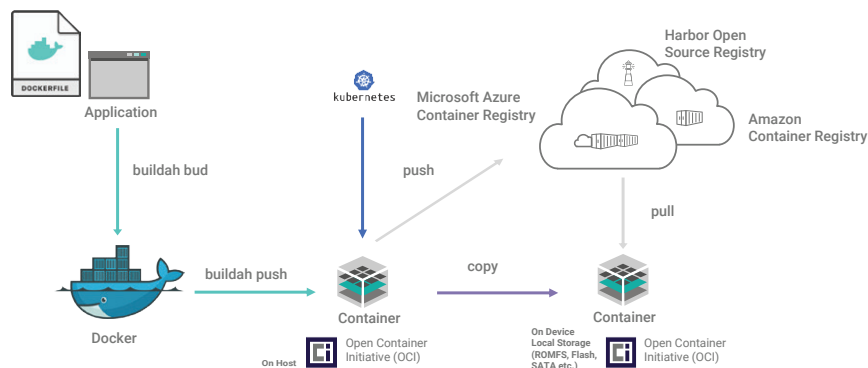 DOCKERFILE
Application
buildah bud
Docker
buildah push
kubernetes
Microsoft Azure
Container Registry
push
Harbor Open
Source Registry
Amazon
Container Registry
pull
copy
Container
On Host
Open Container
Initiative (OCI)
Container
On Device
Local Storage
(ROMFS, Flash,
SATA etc.)
Open Container
Initiative (OCI)